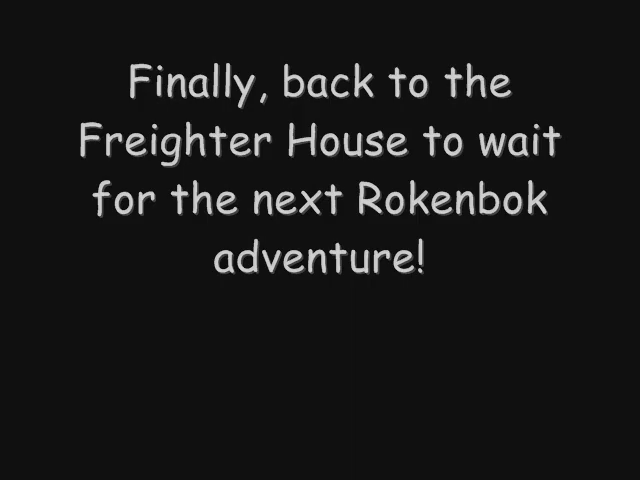 Finally, back to the
Freighter House to wait
for the next Rokenbok
adventure!